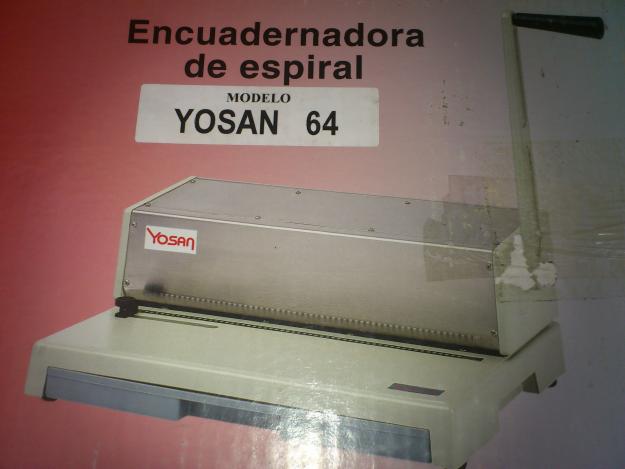 Encuadernadora
de espiral
MODELO
YOSAN 64
YOSAN